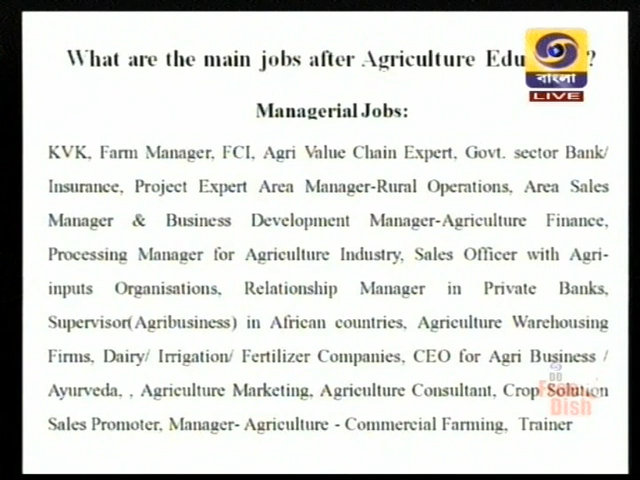 What are the main jobs after Agriculture Edu ?
বাংলা
LIVE
Managerial Jobs:
KVK, Farm Manager, FCI, Agri Value Chain Expert, Govt. sector Bank/
Insurance, Project Expert Area Manager-Rural Operations, Area Sales
Manager & Business Development Manager-Agriculture Finance,
Processing Manager for Agriculture Industry, Sales Officer with Agri-
inputs Organisations, Relationship Manager in Private Banks,
Supervisor(Agribusiness) in African countries, Agriculture Warehousing
Firms, Dairy/ Irrigation/ Fertilizer Companies, CEO for Agri Business /
Ayurveda, , Agriculture Marketing, Agriculture Consultant, Crop Solution
Sales Promoter, Manager- Agriculture - Commercial Farming, Trainer
DD
Dish